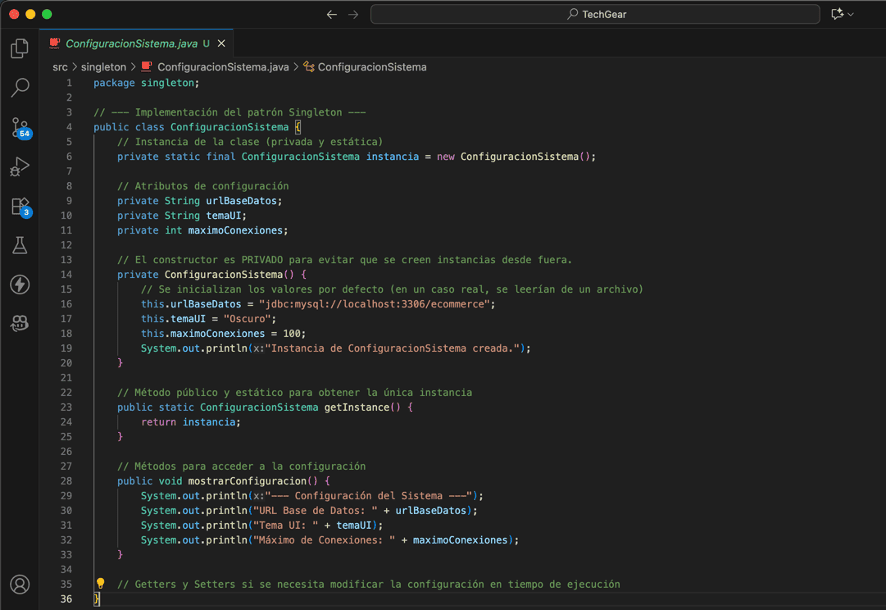 TechGear
ConfiguracionSistema.java U
src > singleton > ConfiguracionSistema.java > ConfiguracionSistema
54
3
1 package singleton;
2
3 // --- Implementación del patrón Singleton ---
4 public class ConfiguracionSistema {
5 // Instancia de la clase (privada y estática)
6 private static final ConfiguracionSistema instancia = new ConfiguracionSistema();
7
8 // Atributos de configuración
9 private String urlBaseDatos;
10 private String temaUI;
11 private int maximoConexiones;
12
13 // El constructor es PRIVADO para evitar que se creen instancias desde fuera.
14 private ConfiguracionSistema() {
15 // Se inicializan los valores por defecto (en un caso real, se leerían de un archivo)
16 this.urlBaseDatos = "jdbc:mysql://localhost:3306/ecommerce";
17 this.temaUI = "Oscuro";
18 this.maximoConexiones = 100;
19 System.out.println(x:"Instancia de ConfiguracionSistema creada.");
20 }
21
22 // Método público y estático para obtener la única instancia
23 public static ConfiguracionSistema getInstance() {
24 return instancia;
25 }
26
27 // Métodos para acceder a la configuración
28 public void mostrarConfiguracion() {
29 System.out.println(x:"--- Configuración del Sistema ---");
30 System.out.println("URL Base de Datos: " + urlBaseDatos);
31 System.out.println("Tema UI: " + temaUI);
32 System.out.println("Máximo de Conexiones: " + maximoConexiones);
33 }
34
35 // Getters y Setters si se necesita modificar la configuración en tiempo de ejecución
36 }